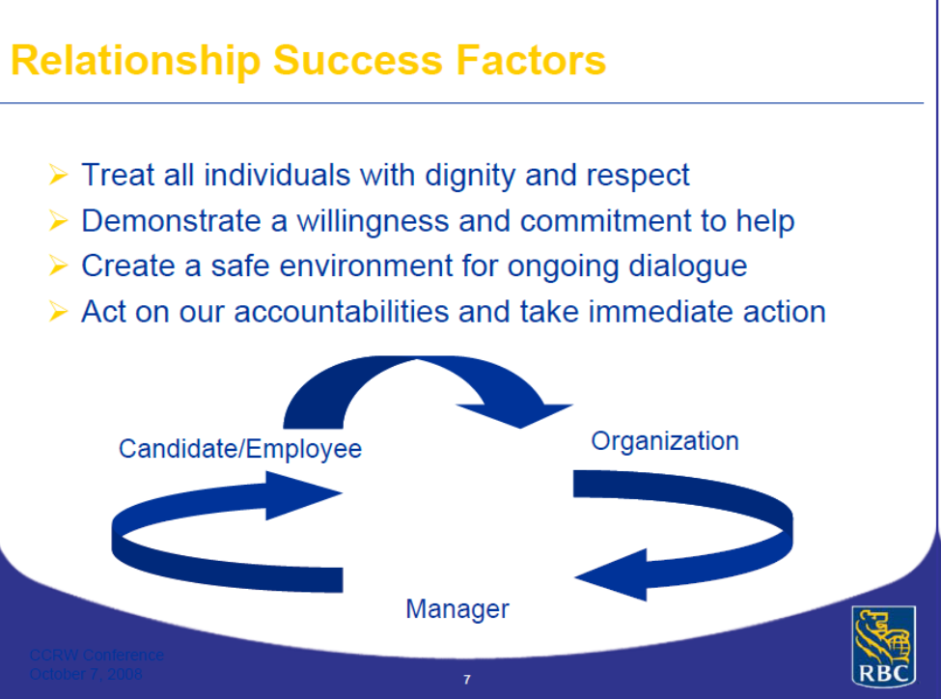 Relationship Success Factors
Treat all individuals with dignity and respect
Demonstrate a willingness and commitment to help
Create a safe environment for ongoing dialogue
Act on our accountabilities and take immediate action
Candidate/Employee
Organization
Manager
CCRW Conference
October 7, 2008
7
RBC